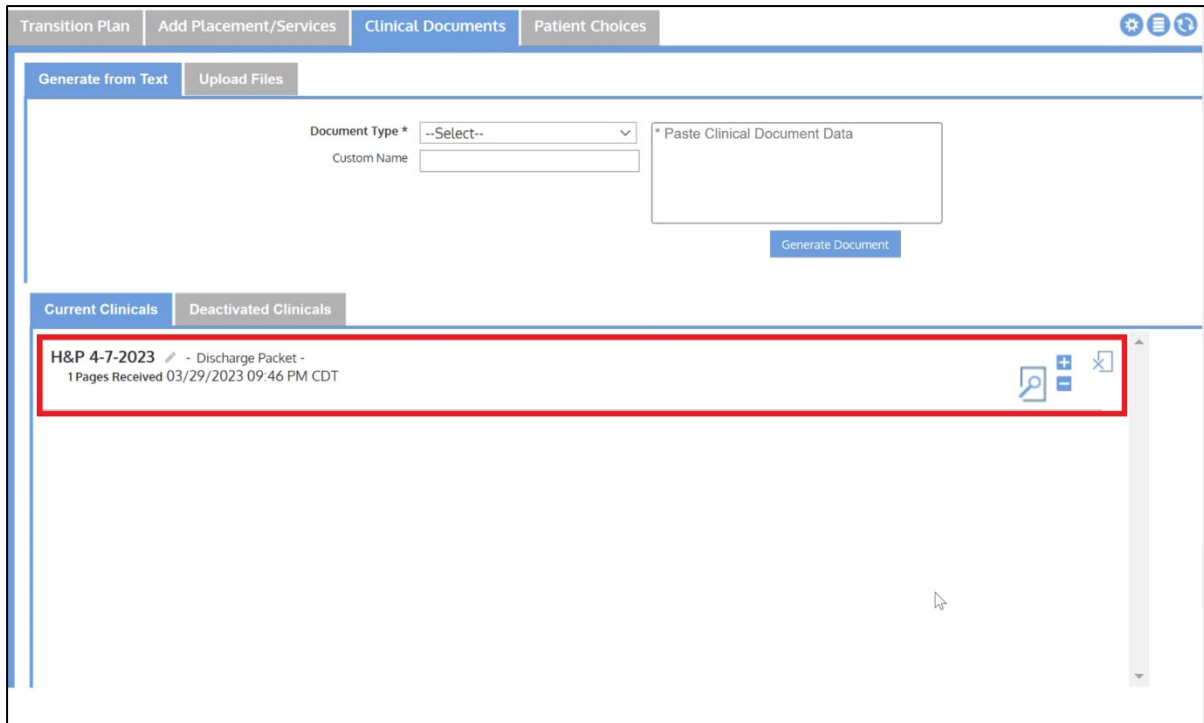 Transition Plan Add Placement/Services Clinical Documents Patient Choices
Generate from Text Upload Files
Document Type * --Select-- * Paste Clinical Document Data
Custom Name
Generate Document
Current Clinicals Deactivated Clinicals
H&P 4-7-2023 - Discharge Packet -
1 Pages Received 03/29/2023 09:46 PM CDT